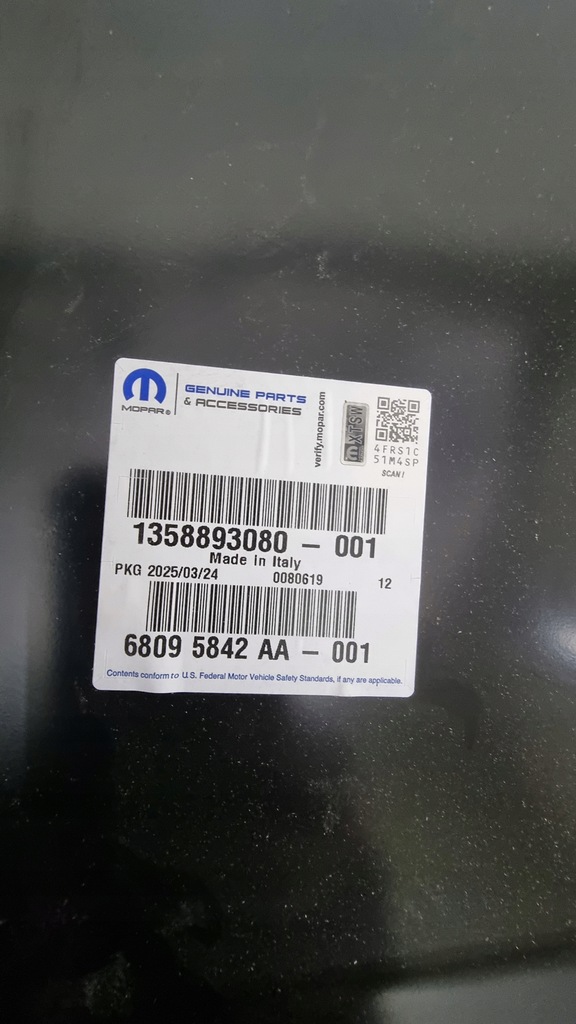 MOPAR®
GENUINE PARTS
& ACCESSORIES
verify.mopar.com
XTSW
4FRS1C
51M4SP
SCAN!
1358893080 - 001
Made in Italy
PKG 2025/03/24 0080619 12
6809 5842 AA - 001
Contents conform to U.S. Federal Motor Vehicle Safety Standards, if any are applicable.